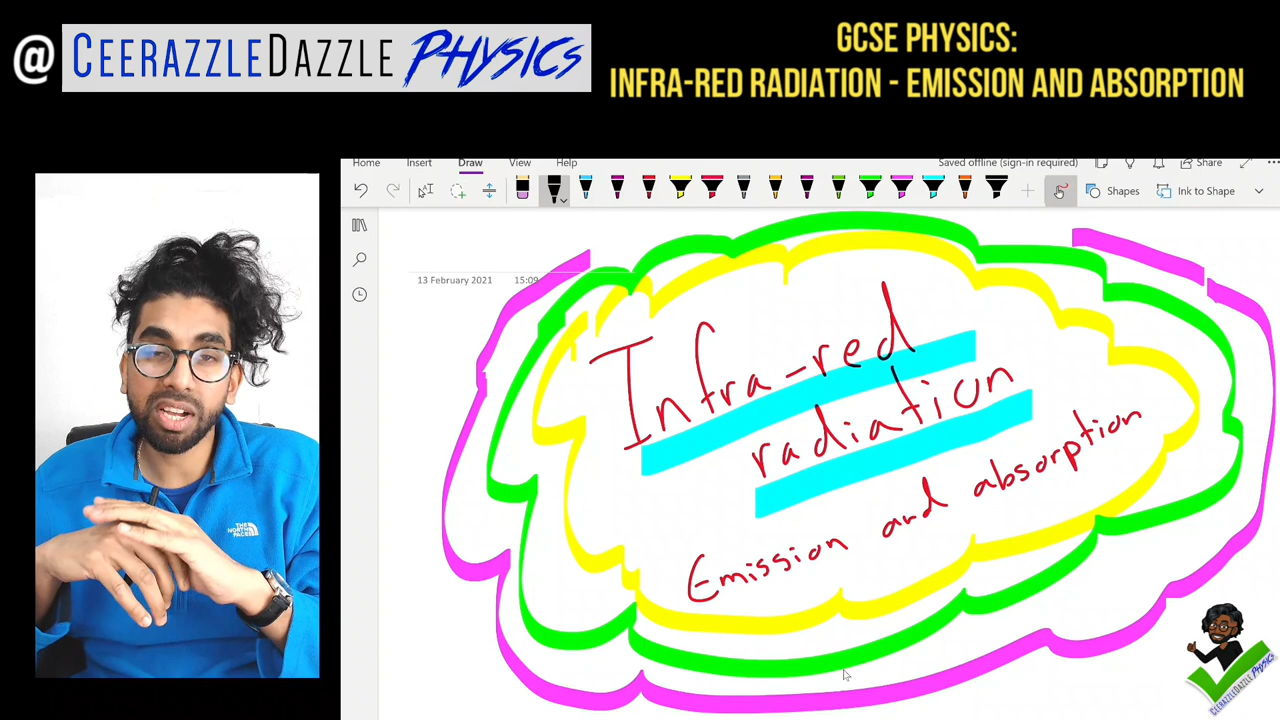 @ CEERAZZLEDAZZLE PHYSICS
GCSE PHYSICS:
INFRA-RED RADIATION - EMISSION AND ABSORPTION
Home Insert Draw View Help
Saved offline (sign-in required)
Share
Shapes
Ink to Shape
13 February 2021 15:09
Infra-red
radiation
Emission and absorption
THE
NORTH
FACE
CEERAZZLEDAZZLE PHYSICS